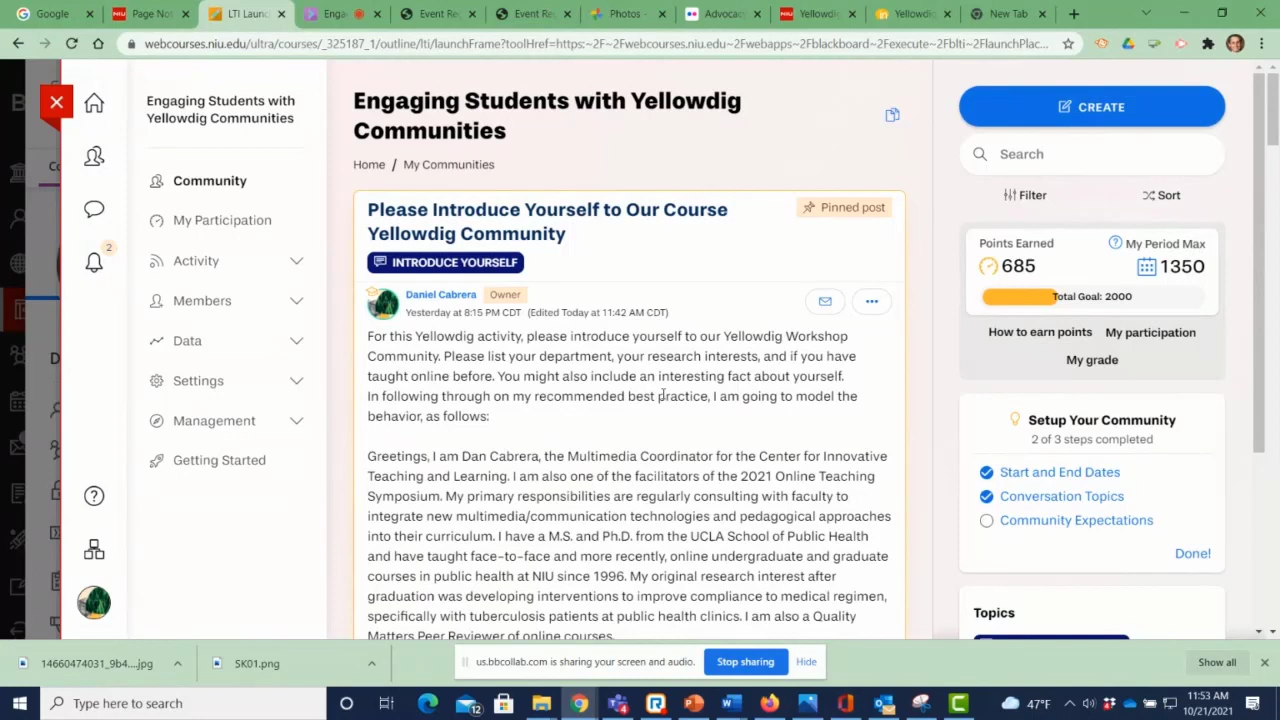 Google
Page Not
LTI Laun
Enga
Event Re
Event Re
Photos -
Advocacy
Yellowdig
Yellowdig
New Tab
webcourses.niu.edu/ultra/courses/_325187_1/outline/lti/launchFrame?toolHref=https:~2F~2Fwebcourses.niu.edu~2Fwebapps~2Fblackboard~2Fexecute~2Fblti~2FlaunchPlac...
Engaging Students with
Yellowdig Communities
Community
My Participation
Activity
Members
Data
Settings
Management
Getting Started
2
Engaging Students with Yellowdig
Communities
Home / My Communities
Please Introduce Yourself to Our Course
Yellowdig Community
Pinned post
INTRODUCE YOURSELF
Daniel Cabrera Owner
Yesterday at 8:15 PM CDT (Edited Today at 11:42 AM CDT)
For this Yellowdig activity, please introduce yourself to our Yellowdig Workshop
Community. Please list your department, your research interests, and if you have
taught online before. You might also include an interesting fact about yourself.
In following through on my recommended best practice, I am going to model the
behavior, as follows:
Greetings, I am Dan Cabrera, the Multimedia Coordinator for the Center for Innovative
Teaching and Learning. I am also one of the facilitators of the 2021 Online Teaching
Symposium. My primary responsibilities are regularly consulting with faculty to
integrate new multimedia/communication technologies and pedagogical approaches
into their curriculum. I have a M.S. and Ph.D. from the UCLA School of Public Health
and have taught face-to-face and more recently, online undergraduate and graduate
courses in public health at NIU since 1996. My original research interest after
graduation was developing interventions to improve compliance to medical regimen,
specifically with tuberculosis patients at public health clinics. I am also a Quality
Matters Peer Reviewer of online courses.
CREATE
Search
Filter
Sort
Points Earned
My Period Max
685
1350
Total Goal: 2000
How to earn points
My participation
My grade
Setup Your Community
2 of 3 steps completed
Start and End Dates
Conversation Topics
Community Expectations
Done!
Topics
14660474031_9b4....jpg
SK01.png
us.bbcollab.com is sharing your screen and audio.
Stop sharing
Hide
Show all
Type here to search
12
47°F
11:53 AM
10/21/2021